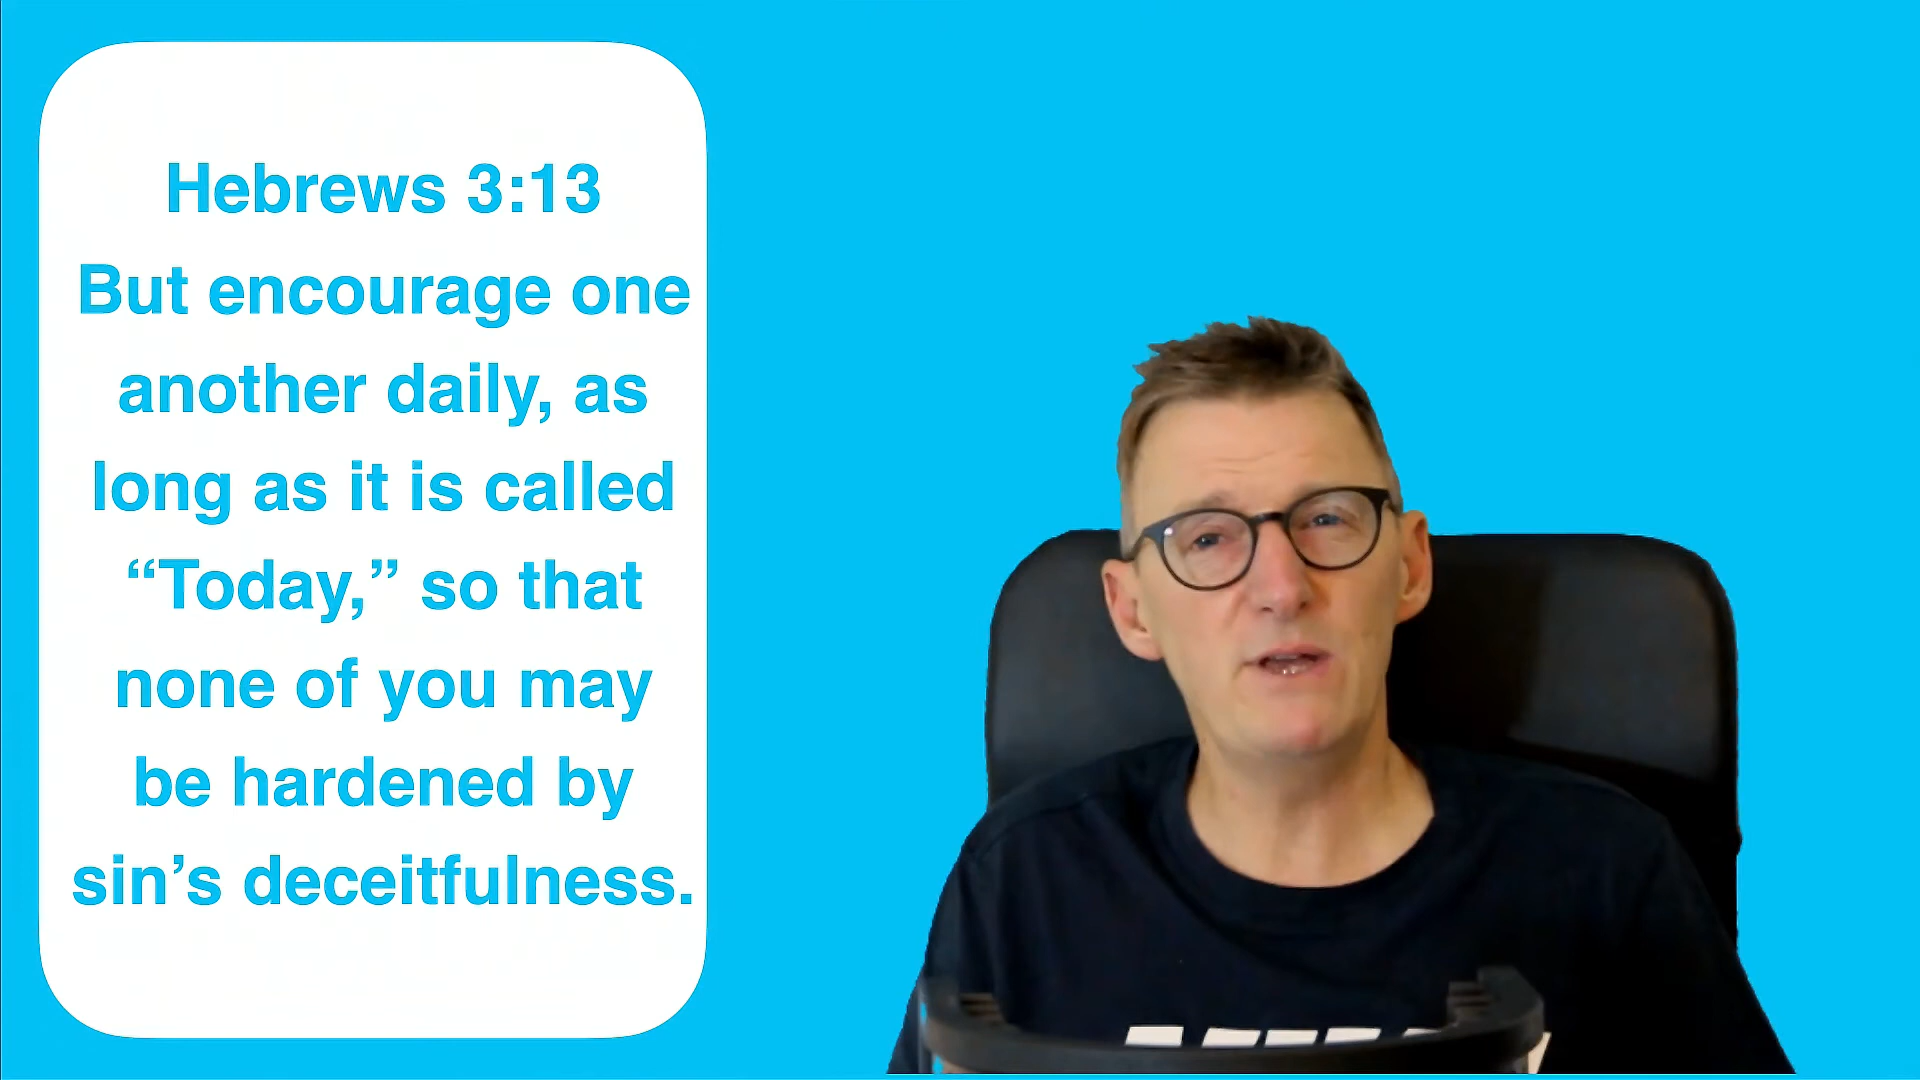 Hebrews 3:13
But encourage one
another daily, as
long as it is called
“Today,” so that
none of you may
be hardened by
sin’s deceitfulness.